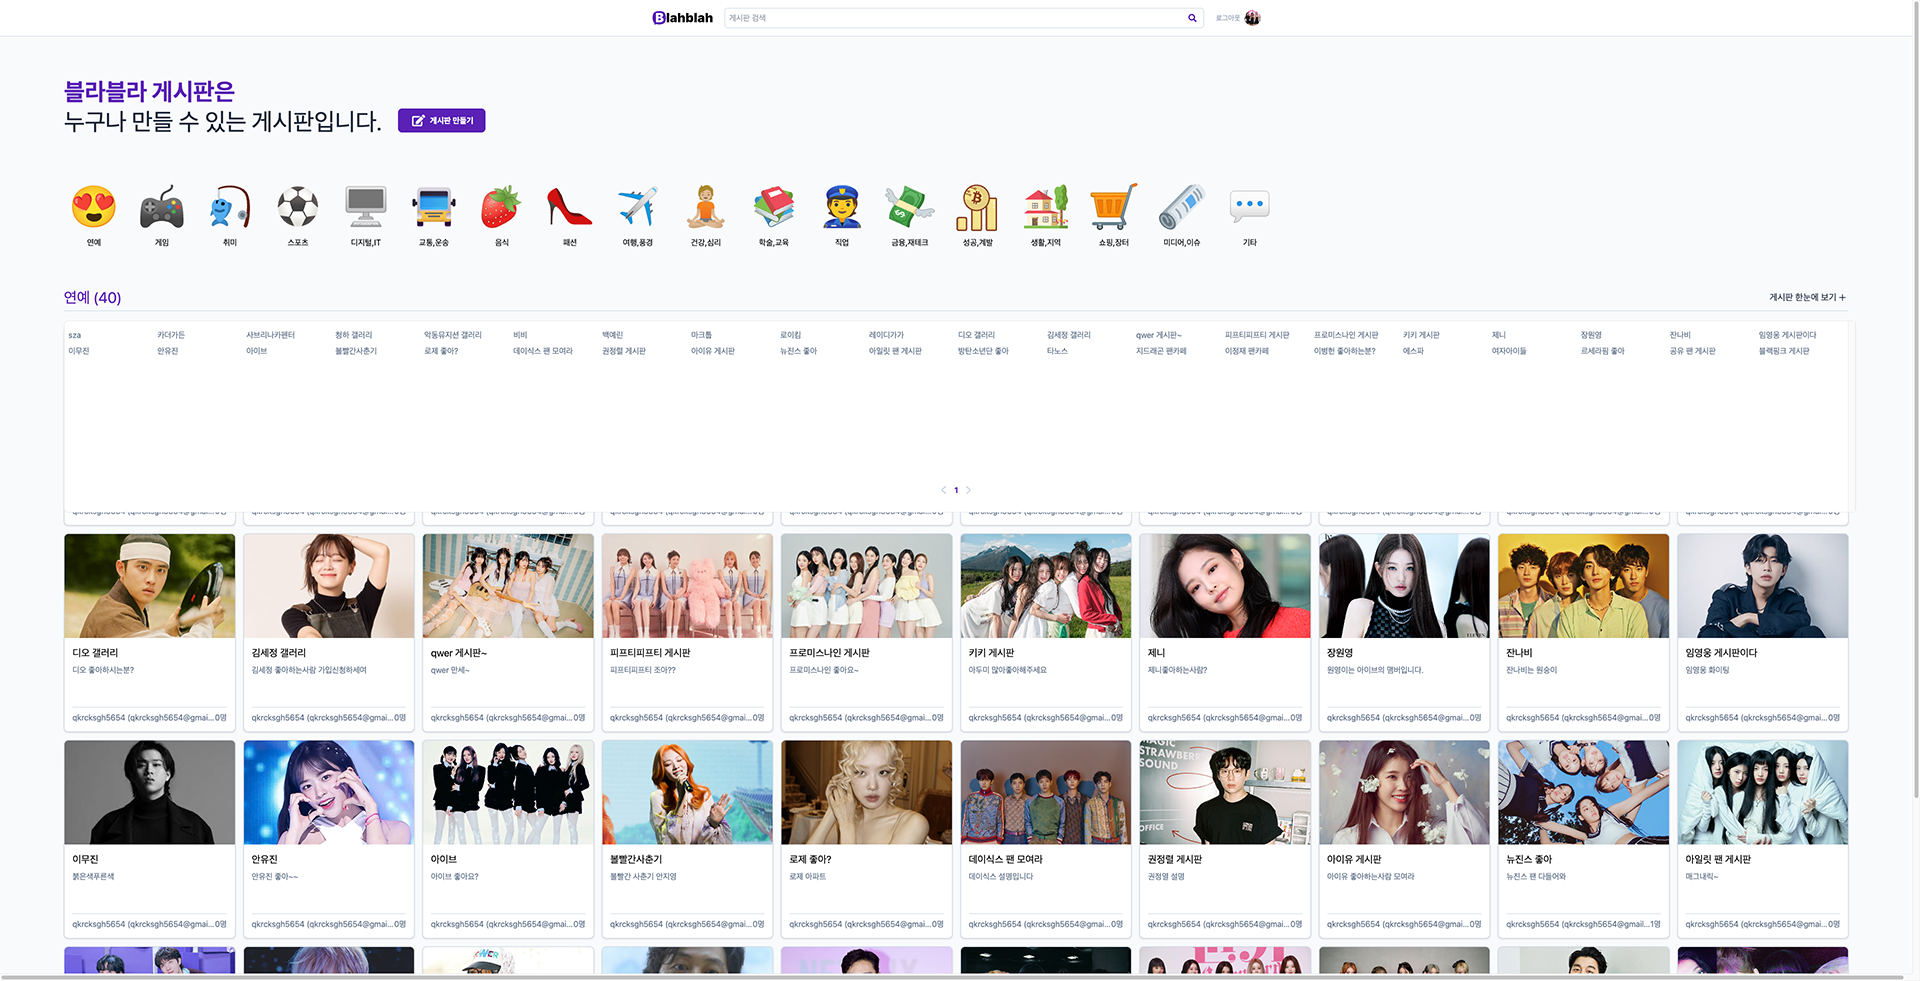 Blahblah 게시판 검색 로그아웃
블라블라 게시판은
누구나 만들 수 있는 게시판입니다. 게시판 만들기
연예 게임 취미 스포츠 디지털,IT 교통,운송 음식 패션 여행,풍경 건강,심리 학술,교육 직업 금융,재테크 성공,계발 생활,지역 쇼핑,장터 미디어,이슈 기타
연예 (40) 게시판 한눈에 보기 +
sza 카더가든 사브리나카펜터 청하 갤러리 악동뮤지션 갤러리 비비 백예린 마크툽 로이킴 레이디가가 디오 갤러리 김세정 갤러리 qwer 게시판~ 피프티피프티 게시판 프로미스나인 게시판 키키 게시판 제니 장원영 잔나비 임영웅 게시판이다
이무진 안유진 아이브 볼빨간사춘기 로제 좋아? 데이식스 팬 모여라 권정렬 게시판 아이유 게시판 뉴진스 좋아 아일릿 팬 게시판 방탄소년단 좋아 타노스 지드래곤 팬카페 이정재 팬카페 이병헌 좋아하는분? 에스파 여자아이들 르세라핌 좋아 공유 팬 게시판 블랙핑크 게시판
< 1 >
디오 갤러리 김세정 갤러리 qwer 게시판~ 피프티피프티 게시판 프로미스나인 게시판 키키 게시판 제니 장원영 잔나비 임영웅 게시판이다
디오 좋아하시는분? 김세정 좋아하는사람 가입신청하세여 qwer 만세~ 피프티피프티 조아?? 프로미스나인 좋아요~ 아두미 많아좋아해주세요 제니좋아하는사람? 원영이는 아이브의 맴버입니다. 잔나비는 원숭이 임영웅 화이팅
qkrcksgh5654 (qkrcksgh5654@gmai...0명 qkrcksgh5654 (qkrcksgh5654@gmai...0명 qkrcksgh5654 (qkrcksgh5654@gmai...0명 qkrcksgh5654 (qkrcksgh5654@gmai...0명 qkrcksgh5654 (qkrcksgh5654@gmai...0명 qkrcksgh5654 (qkrcksgh5654@gmai...0명 qkrcksgh5654 (qkrcksgh5654@gmai...0명 qkrcksgh5654 (qkrcksgh5654@gmai...0명 qkrcksgh5654 (qkrcksgh5654@gmai...0명 qkrcksgh5654 (qkrcksgh5654@gmai...0명
MAGIC STRAWBERRY SOUND
OFFICE
이무진 안유진 아이브 볼빨간사춘기 로제 좋아? 데이식스 팬 모여라 권정렬 게시판 아이유 게시판 뉴진스 좋아 아일릿 팬 게시판
붉은색푸른색 안유진 좋아~~ 아이브 좋아요? 볼빨간 사춘기 안지영 로제 아파트 데이식스 설명입니다 권정열 설명 아이유 좋아하는사람 모여라 뉴진스 팬 다들어와 매그내릭~
qkrcksgh5654 (qkrcksgh5654@gmai...0명 qkrcksgh5654 (qkrcksgh5654@gmai...0명 qkrcksgh5654 (qkrcksgh5654@gmai...0명 qkrcksgh5654 (qkrcksgh5654@gmai...0명 qkrcksgh5654 (qkrcksgh5654@gmai...0명 qkrcksgh5654 (qkrcksgh5654@gmai...0명 qkrcksgh5654 (qkrcksgh5654@gmai...0명 qkrcksgh5654 (qkrcksgh5654@gmai...0명 qkrcksgh5654 (qkrcksgh5654@gmail...1명 qkrcksgh5654 (qkrcksgh5654@gmai...0명